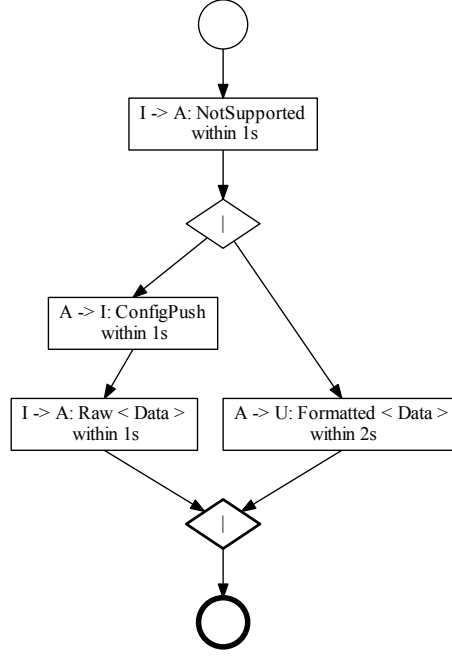 I -> A: NotSupported
within 1s
|
A -> I: ConfigPush
within 1s
I -> A: Raw < Data >
within 1s
A -> U: Formatted < Data >
within 2s
|